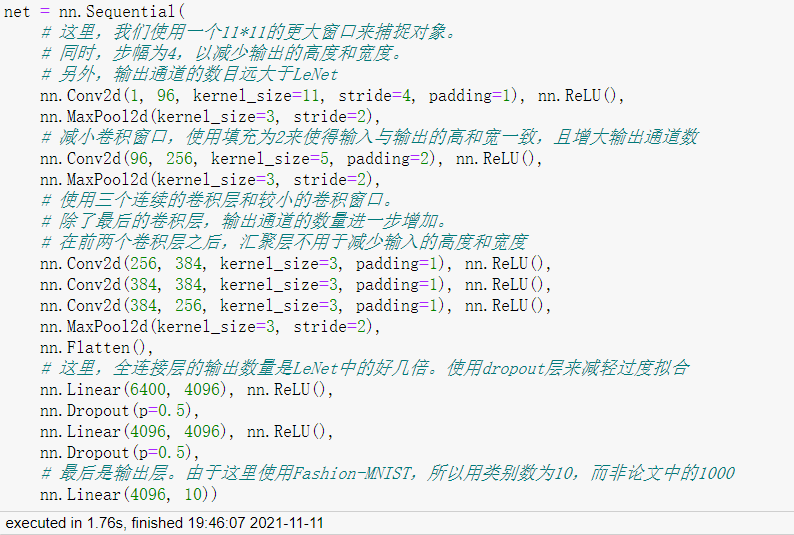 net = nn.Sequential(
    # 这里，我们使用一个11*11的更大窗口来捕捉对象。
    # 同时，步幅为4，以减少输出的高度和宽度。
    # 另外，输出通道的数目远大于LeNet
    nn.Conv2d(1, 96, kernel_size=11, stride=4, padding=1), nn.ReLU(),
    nn.MaxPool2d(kernel_size=3, stride=2),
    # 减小卷积窗口，使用填充为2来使得输入与输出的高和宽一致，且增大输出通道数
    nn.Conv2d(96, 256, kernel_size=5, padding=2), nn.ReLU(),
    nn.MaxPool2d(kernel_size=3, stride=2),
    # 使用三个连续的卷积层和较小的卷积窗口。
    # 除了最后的卷积层，输出通道的数量进一步增加。
    # 在前两个卷积层之后，汇聚层不用于减少输入的高度和宽度
    nn.Conv2d(256, 384, kernel_size=3, padding=1), nn.ReLU(),
    nn.Conv2d(384, 384, kernel_size=3, padding=1), nn.ReLU(),
    nn.Conv2d(384, 256, kernel_size=3, padding=1), nn.ReLU(),
    nn.MaxPool2d(kernel_size=3, stride=2),
    nn.Flatten(),
    # 这里，全连接层的输出数量是LeNet中的好几倍。使用dropout层来减轻过度拟合
    nn.Linear(6400, 4096), nn.ReLU(),
    nn.Dropout(p=0.5),
    nn.Linear(4096, 4096), nn.ReLU(),
    nn.Dropout(p=0.5),
    # 最后是输出层。由于这里使用Fashion-MNIST，所以用类别数为10，而非论文中的1000
    nn.Linear(4096, 10))
executed in 1.76s, finished 19:46:07 2021-11-11